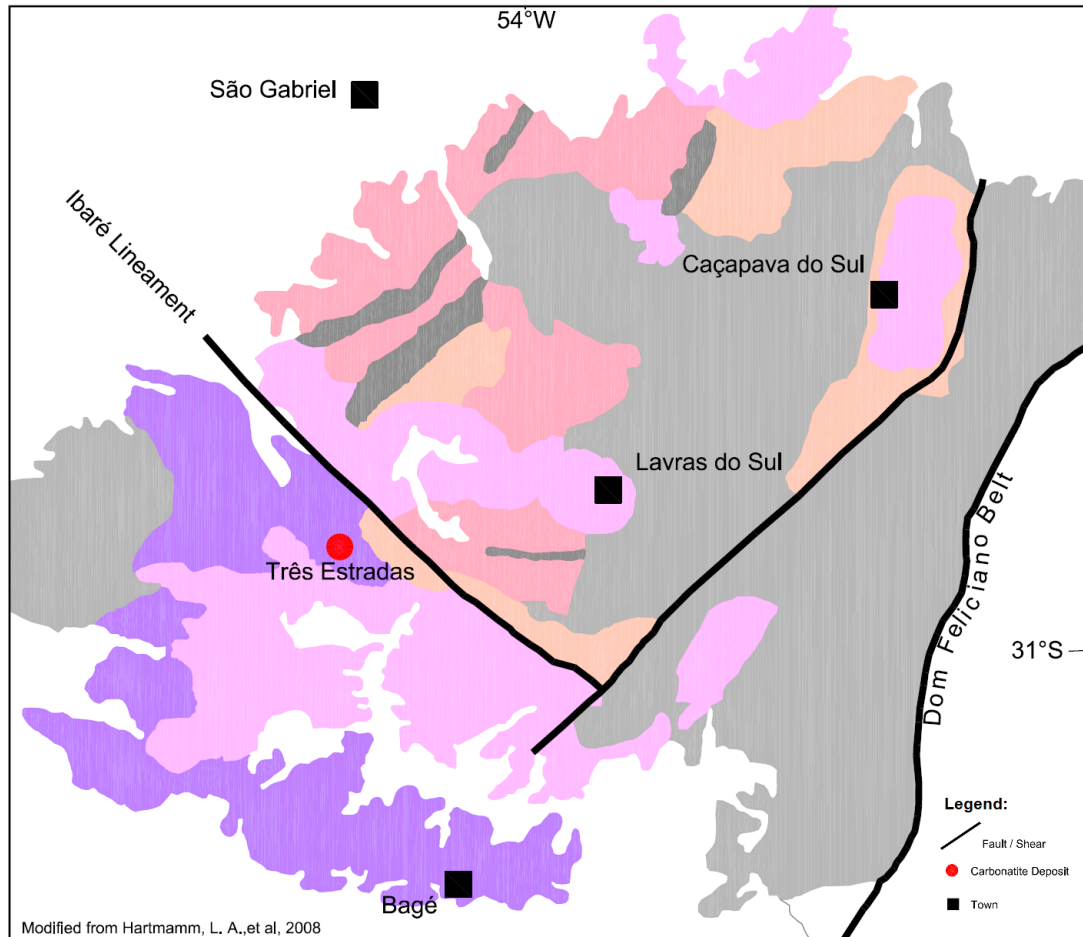 54°W
São Gabriel
Ibaré Lineament
Caçapava do Sul
Lavras do Sul
Três Estradas
31°S
Dom Feliciano Belt
Legend:
Fault / Shear
Carbonatite Deposit
Town
Bagé
Modified from Hartmamm, L. A.,et al, 2008